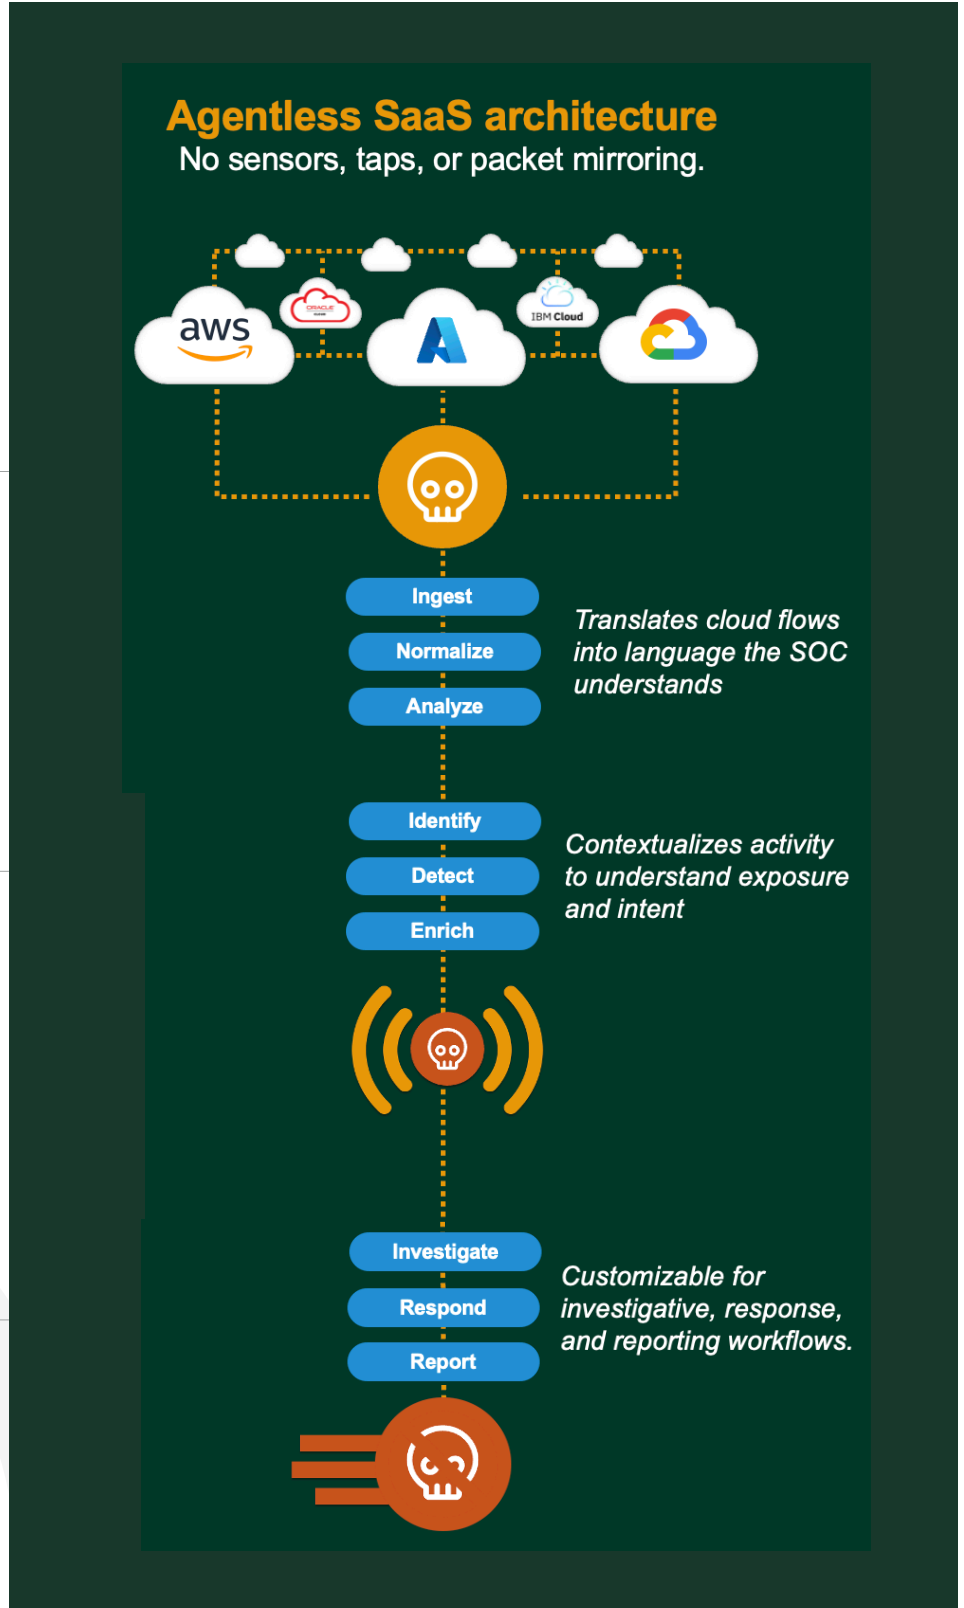 Agentless SaaS architecture
No sensors, taps, or packet mirroring.
aws
ORACLE
CLOUD
IBM Cloud
Ingest
Normalize
Analyze
Translates cloud flows
into language the SOC
understands
Identify
Detect
Enrich
Contextualizes activity
to understand exposure
and intent
Investigate
Respond
Report
Customizable for
investigative, response,
and reporting workflows.